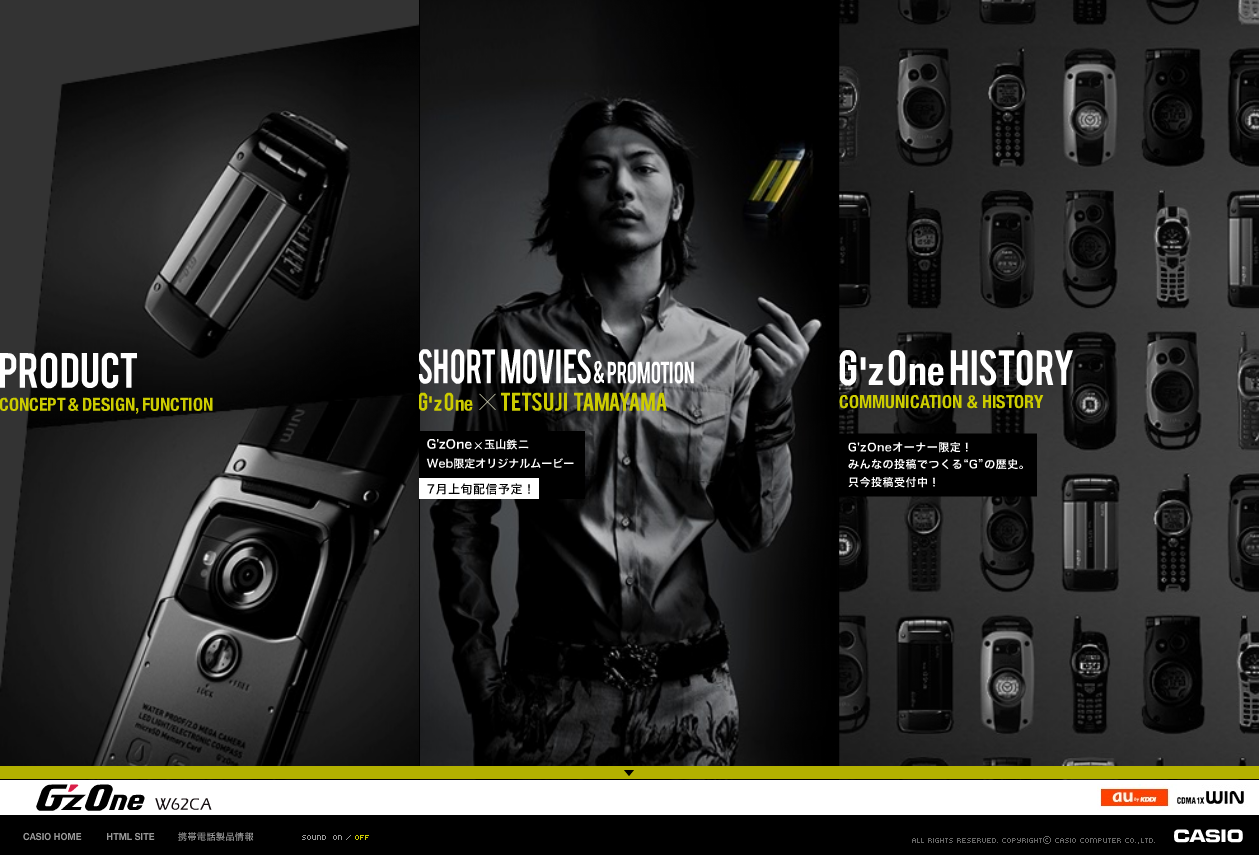 PRODUCT
CONCEPT & DESIGN, FUNCTION
WATER PROOF/2.0 MEGA CAMERA
LED LIGHT/ELECTRONIC COMPASS
microSD Memory Card
LOCK
FREE
SHORT MOVIES & PROMOTION
G'z One × TETSUJI TAMAYAMA
G'zOne×玉山鉄二
Web限定オリジナルムービー
7月上旬配信予定！
G'z One HISTORY
COMMUNICATION & HISTORY
G'zOneオーナー限定！
みんなの投稿でつくる“G”の歴史。
只今投稿受付中！
G'zOne W62CA
au by KDDI CDMA 1X WIN
CASIO HOME HTML SITE 携帯電話製品情報 SOUND ON / OFF
ALL RIGHTS RESERVED. COPYRIGHT© CASIO COMPUTER CO.,LTD. CASIO